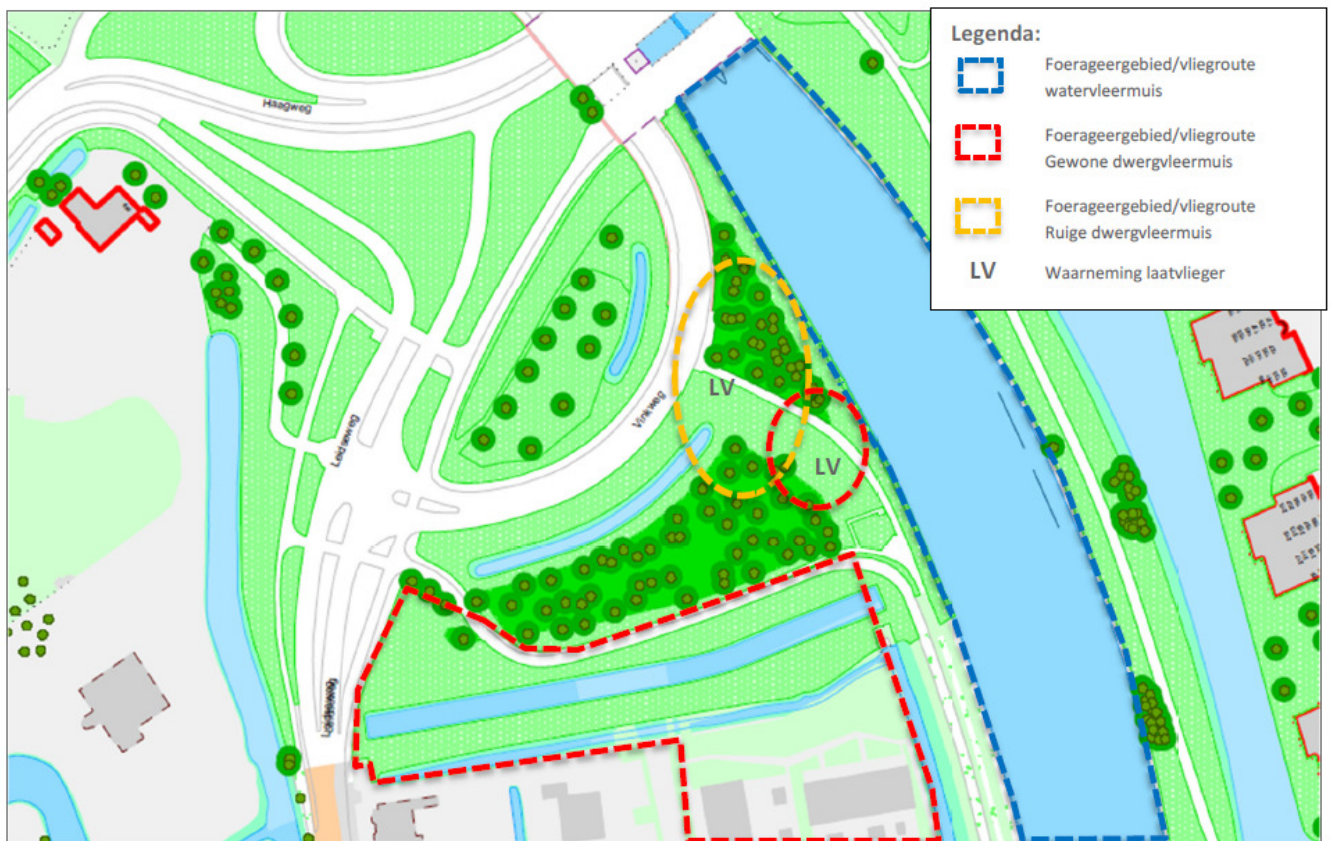 Legenda:
Foerageergebied/vliegroute
watervleermuis
Foerageergebied/vliegroute
Gewone dwergvleermuis
Foerageergebied/vliegroute
Ruige dwergvleermuis
LV Waarneming laatvlieger
Haagweg
Vinkweg
Leidseweg
LV
LV